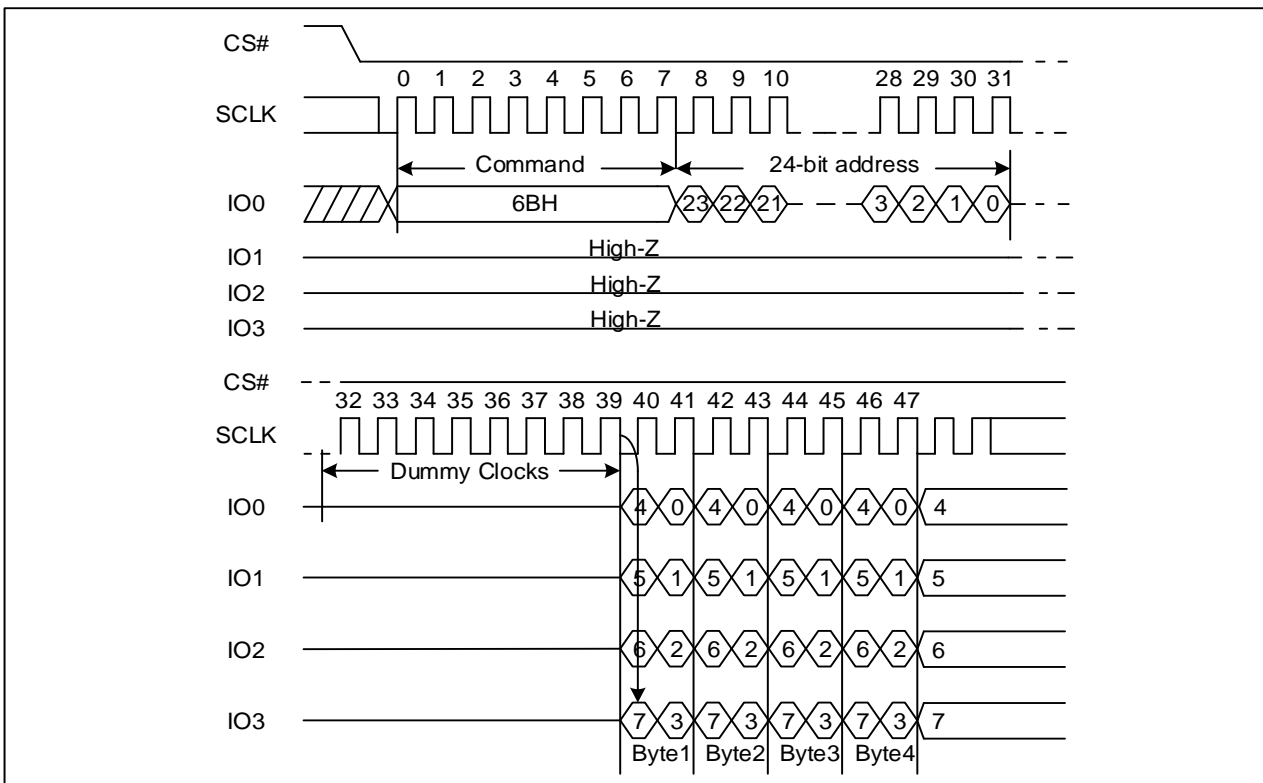 CS#
0 1 2 3 4 5 6 7 8 9 10 28 29 30 31
SCLK
Command 24-bit address
IO0 6BH 23 22 21 3 2 1 0
IO1 High-Z
IO2 High-Z
IO3 High-Z
CS#
32 33 34 35 36 37 38 39 40 41 42 43 44 45 46 47
SCLK
Dummy Clocks
IO0 4 0 4 0 4 0 4 0 4
IO1 5 1 5 1 5 1 5 1 5
IO2 6 2 6 2 6 2 6 2 6
IO3 7 3 7 3 7 3 7 3 7
Byte1 Byte2 Byte3 Byte4